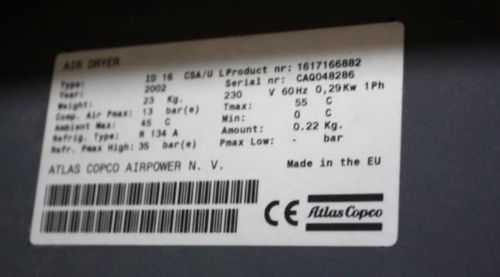 AIR DRYER
Type: ID 16 CSA/U L Product nr: 1617166882
Year: 2002 Serial nr: CAQ048286
Weight: 23 Kg. 230 V 60Hz 0,29Kw 1Ph
Comp. Air Pmax: 13 bar(e) Tmax: 55 C
Ambient Max: 45 C Min: 0 C
Refrig. Type: R 134 A Amount: 0.22 Kg.
Refr. Pmax High: 35 bar(e) Pmax Low: - bar
ATLAS COPCO AIRPOWER N. V. Made in the EU
CE Atlas Copco